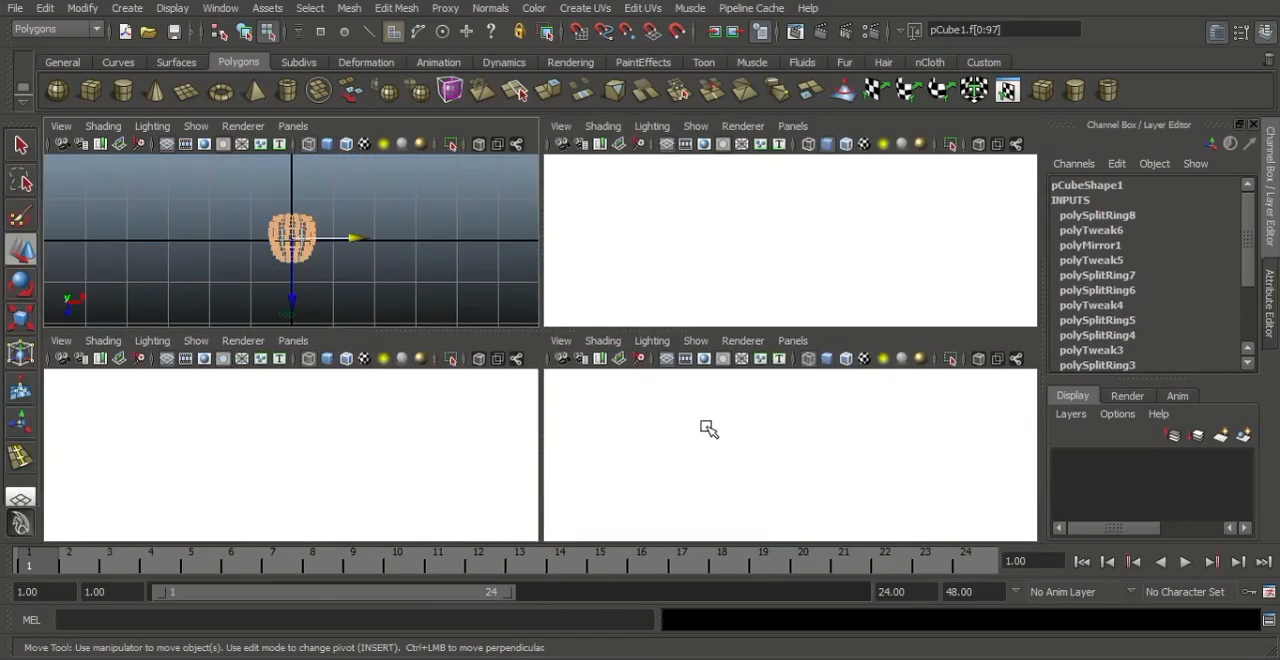 File Edit Modify Create Display Window Assets Select Mesh Edit Mesh Proxy Normals Color Create UVs Edit UVs Muscle Pipeline Cache Help
Polygons pCube1.f[0:97]
General Curves Surfaces Polygons Subdivs Deformation Animation Dynamics Rendering PaintEffects Toon Muscle Fluids Fur Hair nCloth Custom
View Shading Lighting Show Renderer Panels
View Shading Lighting Show Renderer Panels
Channel Box / Layer Editor
Channels Edit Object Show
pCubeShape1
INPUTS
polySplitRing8
polyTweak6
polyMirror1
polyTweak5
polySplitRing7
polySplitRing6
polyTweak4
polySplitRing5
polySplitRing4
polyTweak3
polySplitRing3
y
top
View Shading Lighting Show Renderer Panels
View Shading Lighting Show Renderer Panels
Display Render Anim
Layers Options Help
Channel Box / Layer Editor
Attribute Editor
1 2 3 4 5 6 7 8 9 10 11 12 13 14 15 16 17 18 19 20 21 22 23 24
1
1.00
1.00 1.00 1 24 24.00 48.00 No Anim Layer No Character Set
MEL
Move Tool: Use manipulator to move object(s). Use edit mode to change pivot (INSERT). Ctrl+LMB to move perpendicular.